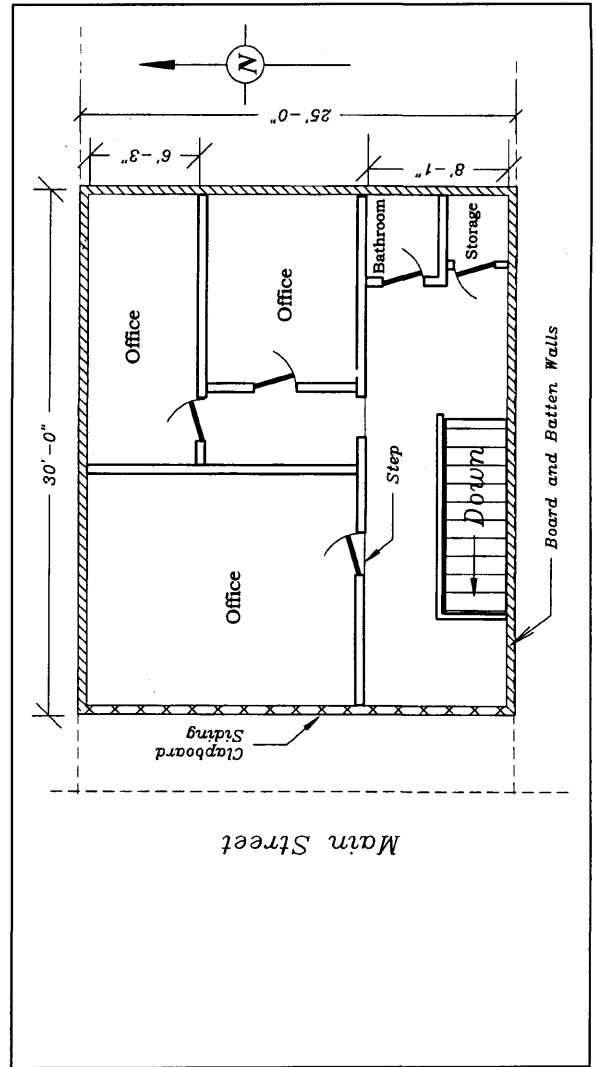 N
25'-0"
6'-3"
8'-1"
30'-0"
Office
Office
Bathroom
Storage
Office
Step
Down
Board and Batten Walls
Clapboard
Siding
Main Street